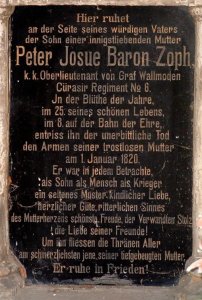 Hier ruhet
an der Seite seines würdigen Vaters
der Sohn einer innigstliebenden Mutter
Peter Josue Baron Zoph,
k.k. Oberlieutenant von Graf Wallmoden
Cürasir Regiment No 6.
Jn der Blüthe der Jahre,
im 25. seines schönen Lebens,
im 8. auf der Bahn der Ehre,
entriss ihn der unerbittliche Tod
den Armen seiner trostlosen Mutter
am 1. Januar 1820.
Er war in jedem Betrachte,
als Sohn als Mensch als Krieger
ein seltenes Muster kindlicher Liebe,
herzlicher Güte, ritterlichen Sinnes
des Mutterherzens schönste Freude, der Verwandten Stolz
die Liebe seiner Freunde!
Um ihn fliessen die Thränen Aller
am schmerzlichsten jene, seiner tiefgebeugten Mutter,
Er ruhe in Frieden!